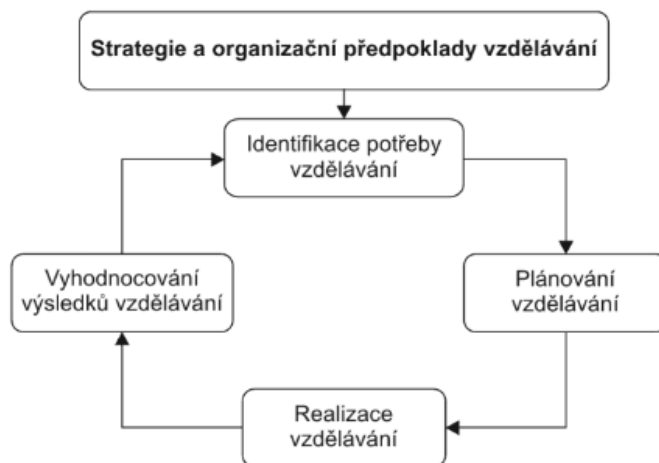 Strategie a organizační předpoklady vzdělávání
Identifikace potřeby
vzdělávání
Vyhodnocování
výsledků vzdělávání
Plánování
vzdělávání
Realizace
vzdělávání